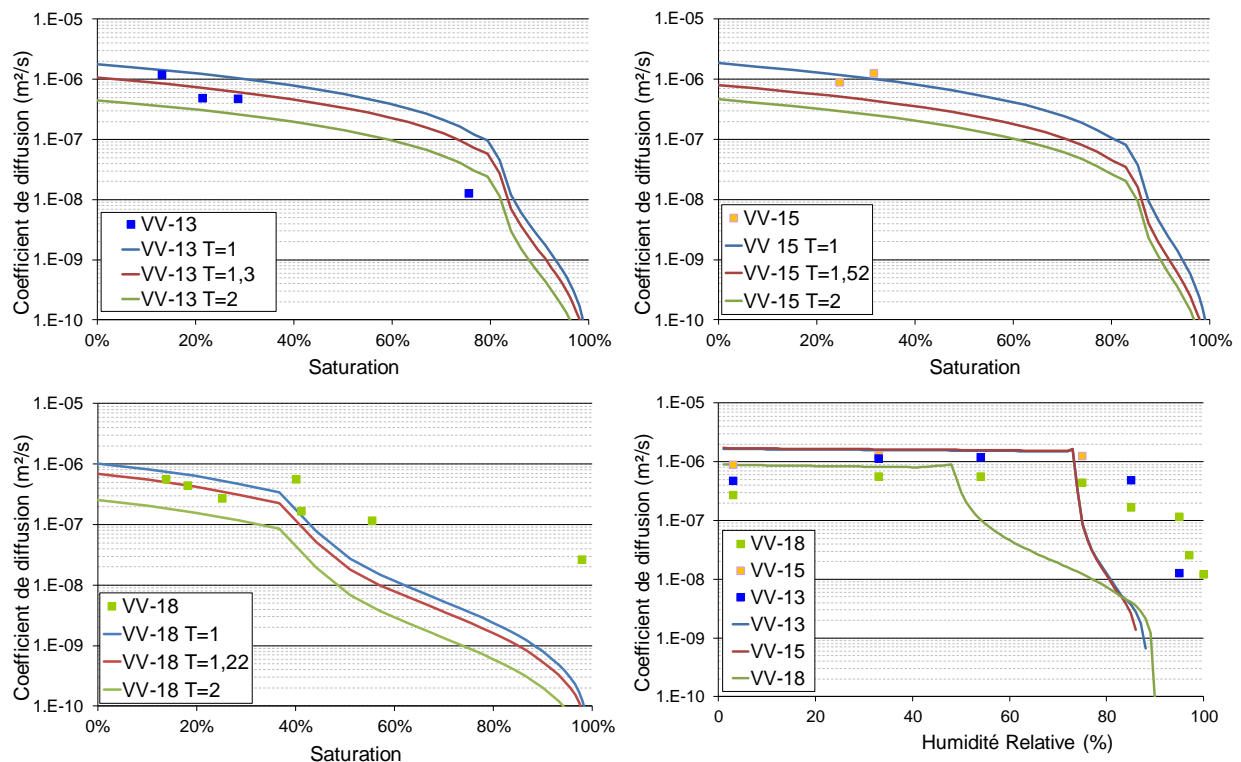 Coefficient de diffusion (m²/s)
1.E-05
1.E-06
1.E-07
1.E-08
1.E-09
1.E-10
VV-13
VV-13 T=1
VV-13 T=1,3
VV-13 T=2
0%
20%
40%
60%
80%
100%
Saturation
Coefficient de diffusion (m²/s)
1.E-05
1.E-06
1.E-07
1.E-08
1.E-09
1.E-10
VV-15
VV 15 T=1
VV-15 T=1,52
VV-15 T=2
0%
20%
40%
60%
80%
100%
Saturation
Coefficient de diffusion (m²/s)
1.E-05
1.E-06
1.E-07
1.E-08
1.E-09
1.E-10
VV-18
VV-18 T=1
VV-18 T=1,22
VV-18 T=2
0%
20%
40%
60%
80%
100%
Saturation
Coefficient de diffusion (m²/s)
1.E-05
1.E-06
1.E-07
1.E-08
1.E-09
1.E-10
VV-18
VV-15
VV-13
VV-13
VV-15
VV-18
0
20
40
60
80
100
Humidité Relative (%)